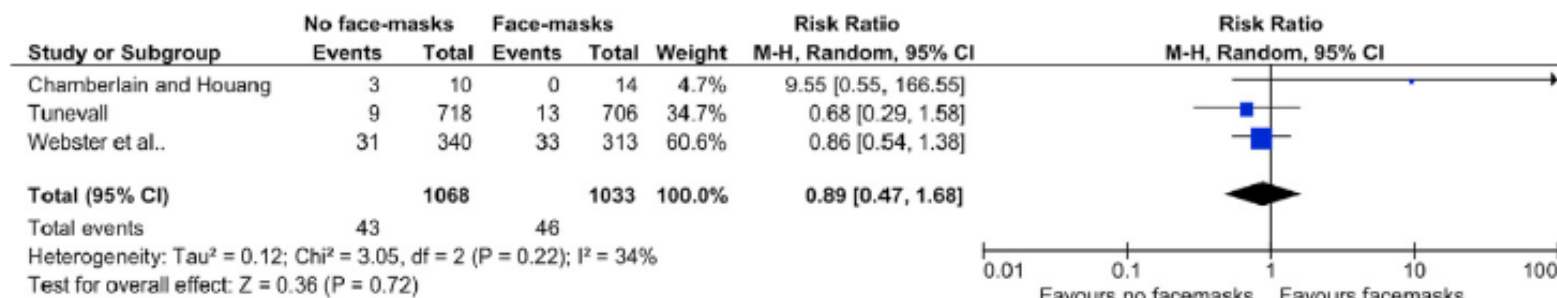 No face-masks Face-masks Risk Ratiio Risk Ratio
Study or Subgroup Events Total Events Total Weight M-H, Random, 95% CI M-H, Random, 95% CI
Chamberlain and Houang 3 10 0 14 4.7% 9.55 [0.55, 166.55]
Tunevall 9 718 13 706 34.7% 0.68 [0.29, 1.58]
Webster et al.. 31 340 33 313 60.6% 0.86 [0.54, 1.38]
Total (95% CI) 1068 1033 100.0% 0.89 [0.47, 1.68]
Total events 43 46
Heterogeneity: Tau² = 0.12; Chi² = 3.05, df = 2 (P = 0.22); I² = 34%
Test for overall effect: Z = 0.36 (P = 0.72)
0.01 0.1 1 10 100
Favours no facemasks Favours facemasks